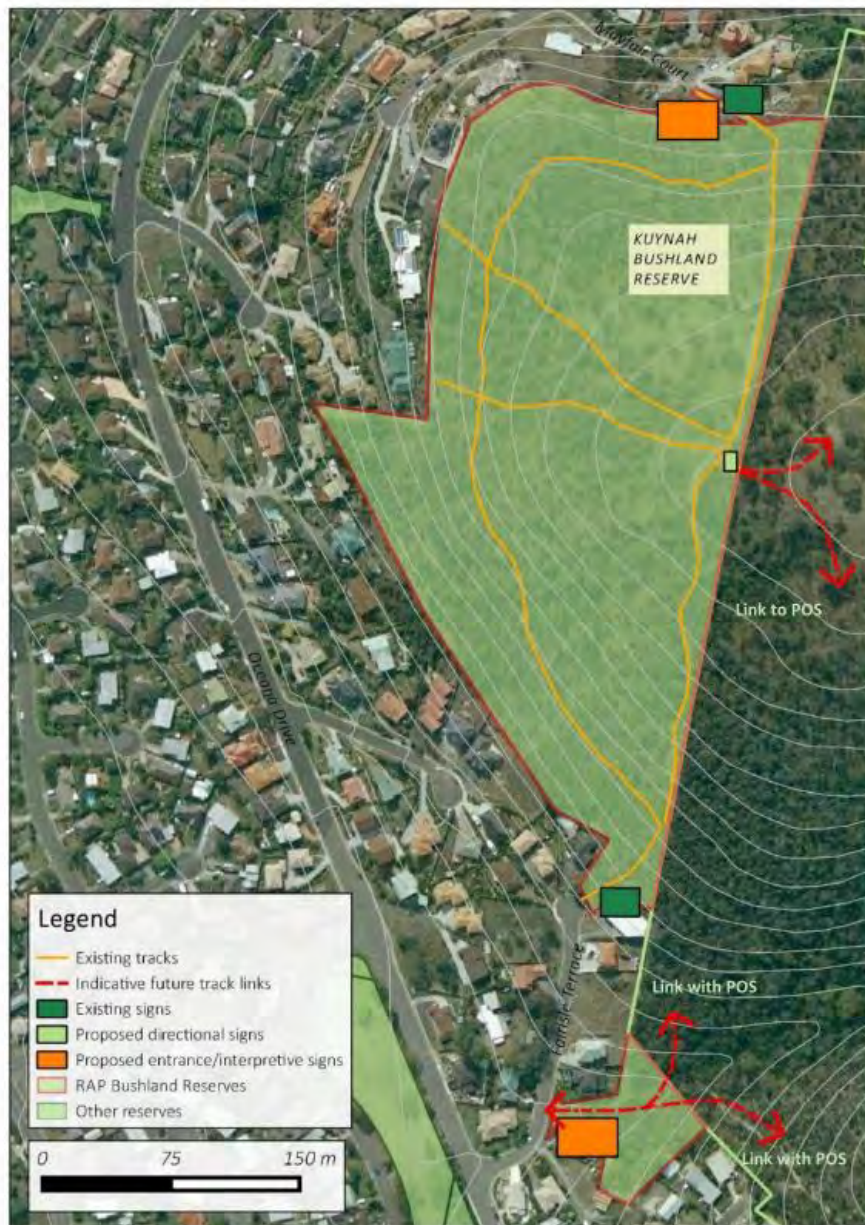 Kuynah Court
KUYNAH
BUSHLAND
RESERVE
Link to POS
Oceana Drive
Fairisle Terrace
Link with POS
Link with POS
Legend
Existing tracks
Indicative future track links
Existing signs
Proposed directional signs
Proposed entrance/interpretive signs
RAP Bushland Reserves
Other reserves
0 75 150 m